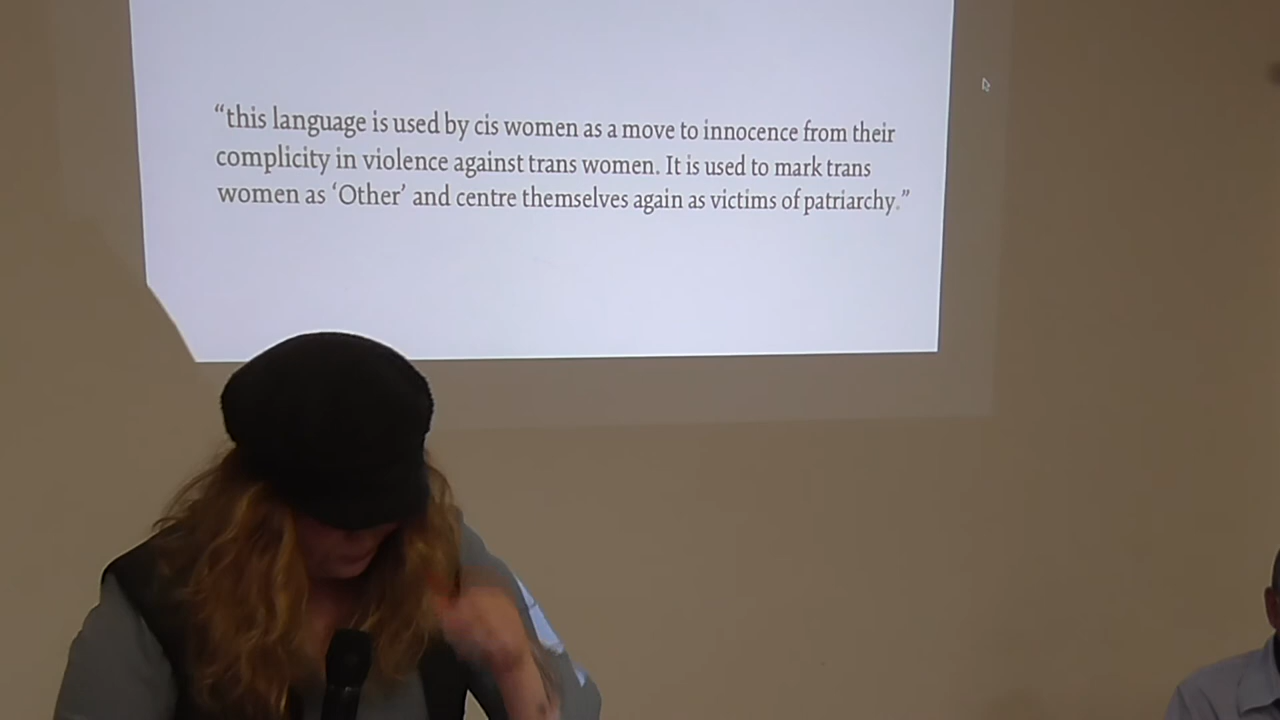 “this language is used by cis women as a move to innocence from their
complicity in violence against trans women. It is used to mark trans
women as ‘Other’ and centre themselves again as victims of patriarchy.”